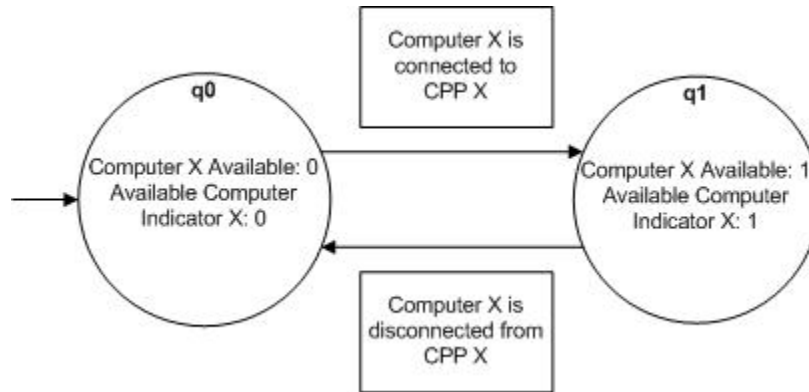 Computer X is
connected to
CPP X
q0
Computer X Available: 0
Available Computer
Indicator X: 0
q1
Computer X Available: 1
Available Computer
Indicator X: 1
Computer X is
disconnected from
CPP X